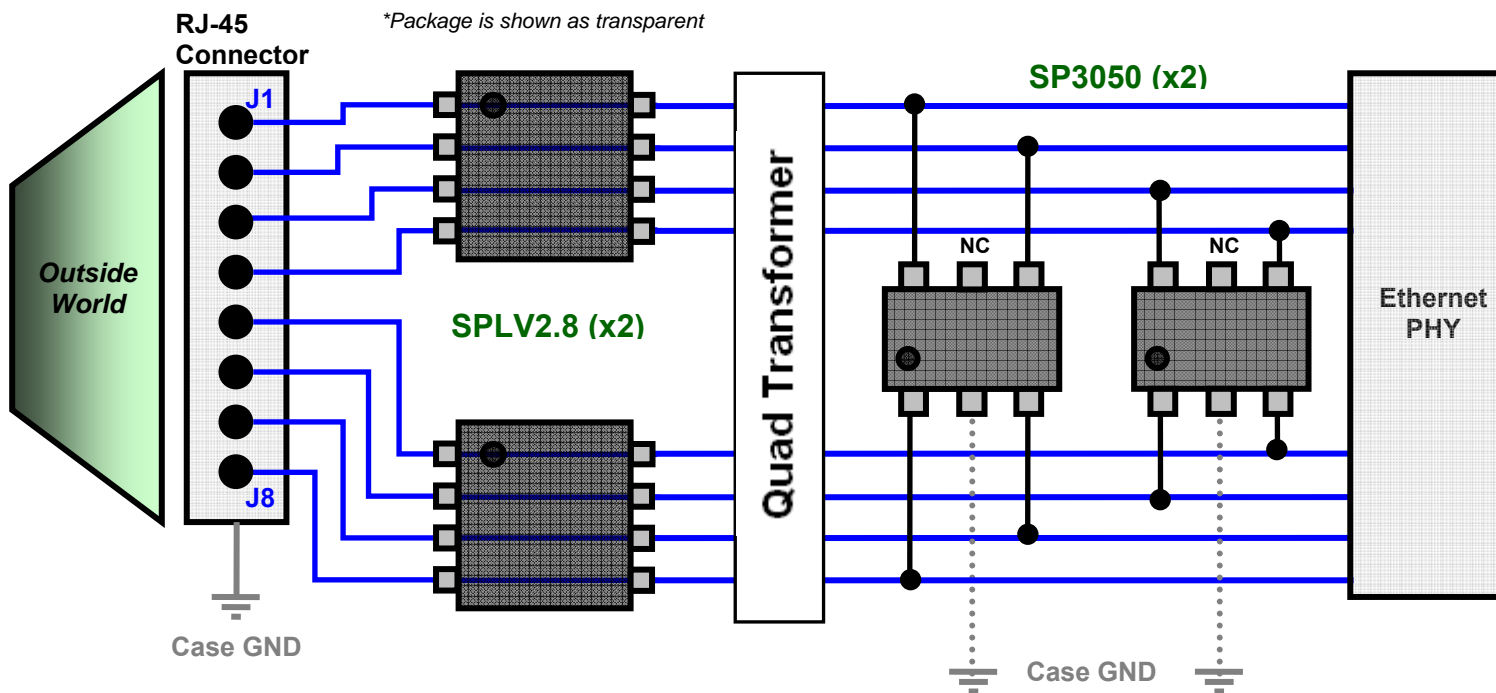 RJ-45
Connector
*Package is shown as transparent
SP3050 (x2)
J1
Outside
World
SPLV2.8 (x2)
Quad Transformer
NC
NC
Ethernet
PHY
J8
Case GND
Case GND